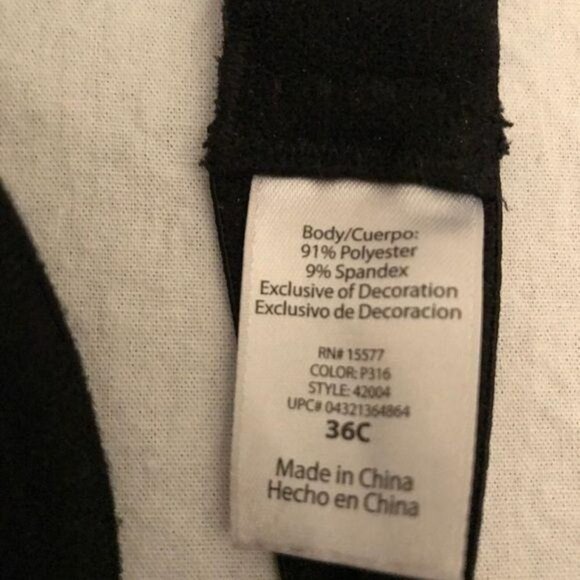 Body/Cuerpo:
91% Polyester
9% Spandex
Exclusive of Decoration
Exclusivo de Decoracion
RN# 15577
COLOR: P316
STYLE: 42004
UPC# 04321364864
36C
Made in China
Hecho en China